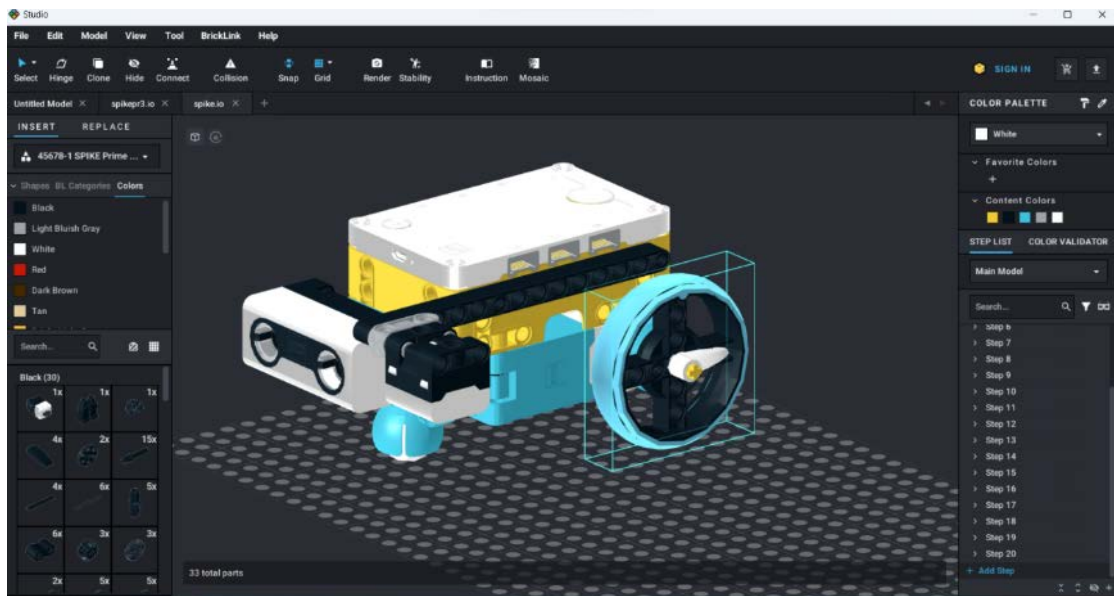 Studio
File Edit Model View Tool BrickLink Help
Select Hinge Clone Hide Connect Collision Snap Grid Render Stability Instruction Mosaic
SIGN IN
Untitled Model × spikepr3.io × spike.io × +
COLOR PALETTE
INSERT REPLACE
45678-1 SPIKE Prime ...
White
Shapes BL Categories Colors
Favorite Colors
+
Content Colors
Black
Light Bluish Gray
White
Red
Dark Brown
Tan
STEP LIST COLOR VALIDATOR
Main Model
Search...
Step 6
Step 7
Step 8
Step 9
Step 10
Step 11
Step 12
Step 13
Step 14
Step 15
Step 16
Step 17
Step 18
Step 19
Step 20
+ Add Step
Search...
Black (30)
1x 1x 1x
4x 2x 15x
4x 6x 5x
6x 3x 3x
2x 5x 5x
33 total parts